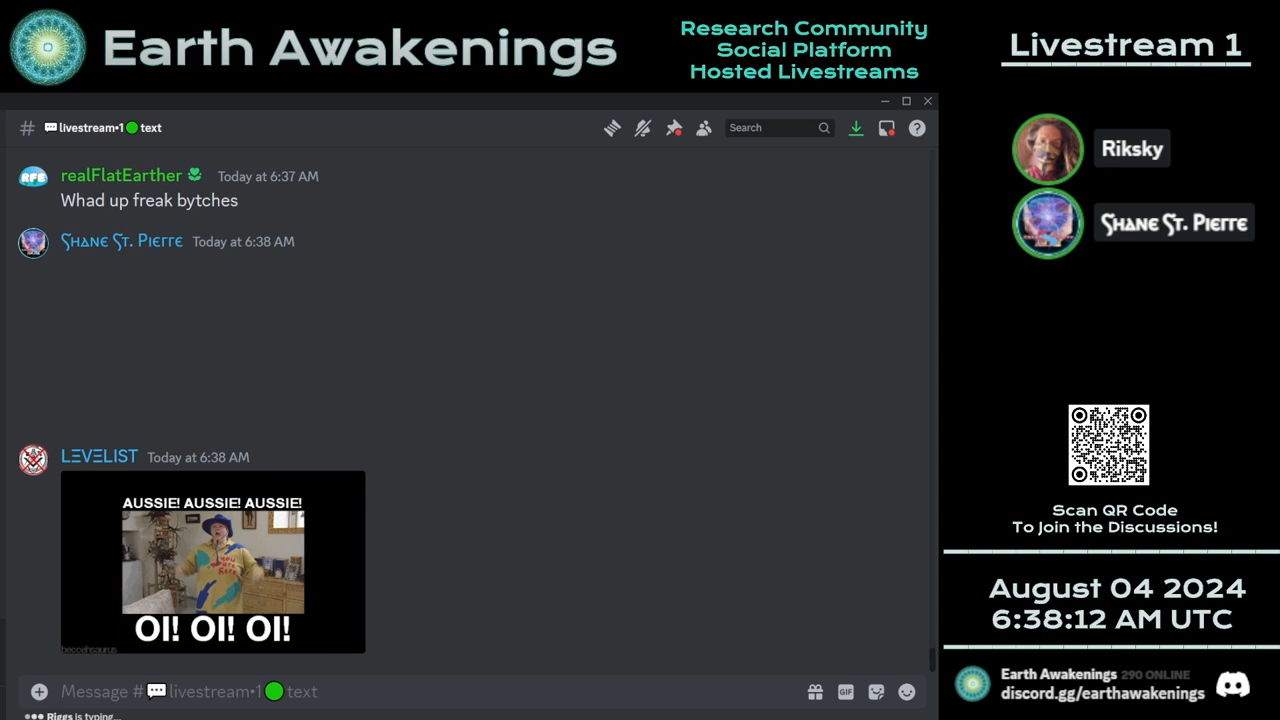 Earth Awakenings
Research Community
Social Platform
Hosted Livestreams
Livestream 1
livestream•1 text
Search
realFlatEarther Today at 6:37 AM
Whad up freak bytches
Shane St. Pierre Today at 6:38 AM
LΞVΞLIST Today at 6:38 AM
AUSSIE! AUSSIE! AUSSIE!
OI! OI! OI!
beccehsaurus
Message # livestream•1 text
GIF
Riggs is typing...
Riksky
Shane St. Pierre
Scan QR Code
To Join the Discussions!
August 04 2024
6:38:12 AM UTC
Earth Awakenings 290 ONLINE
discord.gg/earthawakenings